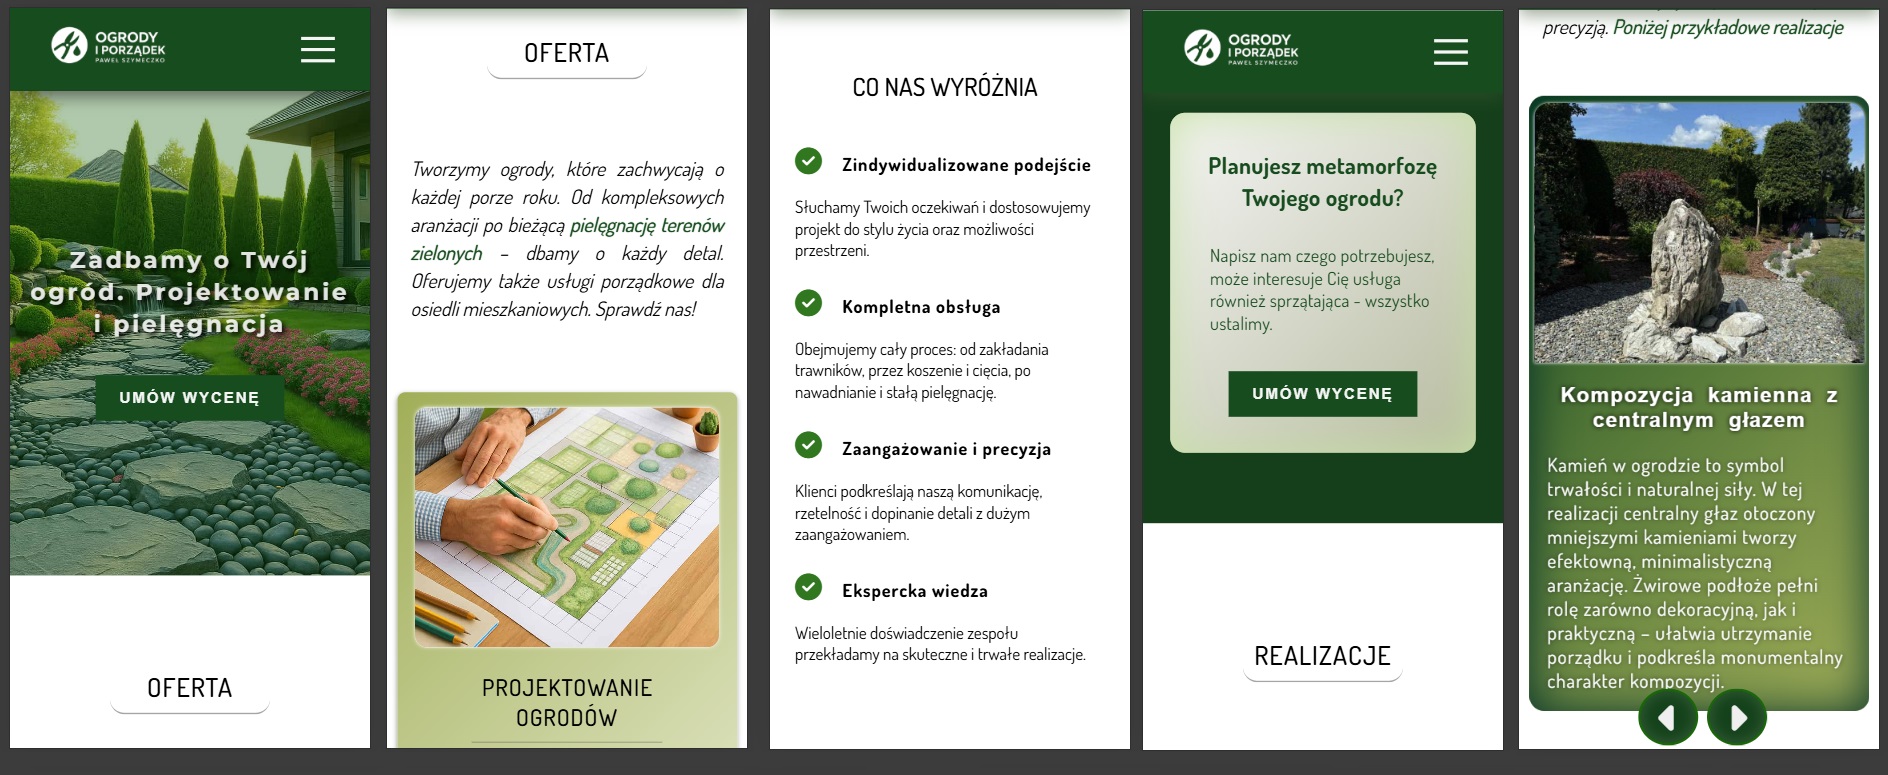 OGRODY
I PORZĄDEK
PAWEŁ SZYMECZKO
Zadbamy o Twój
ogród. Projektowanie
i pielęgnacja
UMÓW WYCENĘ
OFERTA
OFERTA
Tworzymy ogrody, które zachwycają o
każdej porze roku. Od kompleksowych
aranżacji po bieżącą pielęgnację terenów
zielonych – dbamy o każdy detal.
Oferujemy także usługi porządkowe dla
osiedli mieszkaniowych. Sprawdź nas!
PROJEKTOWANIE
OGRODÓW
CO NAS WYRÓŻNIA
Zindywidualizowane podejście
Słuchamy Twoich oczekiwań i dostosowujemy
projekt do stylu życia oraz możliwości
przestrzeni.
Kompletna obsługa
Obejmujemy cały proces: od zakładania
trawników, przez koszenie i cięcia, po
nawadnianie i stałą pielęgnację.
Zaangażowanie i precyzja
Klienci podkreślają naszą komunikację,
rzetelność i dopinanie detali z dużym
zaangażowaniem.
Ekspercka wiedza
Wieloletnie doświadczenie zespołu
przekładamy na skuteczne i trwałe realizacje.
OGRODY
I PORZĄDEK
PAWEŁ SZYMECZKO
Planujesz metamorfozę
Twojego ogrodu?
Napisz nam czego potrzebujesz,
może interesuje Cię usługa
również sprzątająca - wszystko
ustalimy.
UMÓW WYCENĘ
REALIZACJE
precyzją. Poniżej przykładowe realizacje
Kompozycja kamienna z
centralnym głazem
Kamień w ogrodzie to symbol
trwałości i naturalnej siły. W tej
realizacji centralny głaz otoczony
mniejszymi kamieniami tworzy
efektowną, minimalistyczną
aranżację. Żwirowe podłoże pełni
rolę zarówno dekoracyjną, jak i
praktyczną – ułatwia utrzymanie
porządku i podkreśla monumentalny
charakter kompozycji.